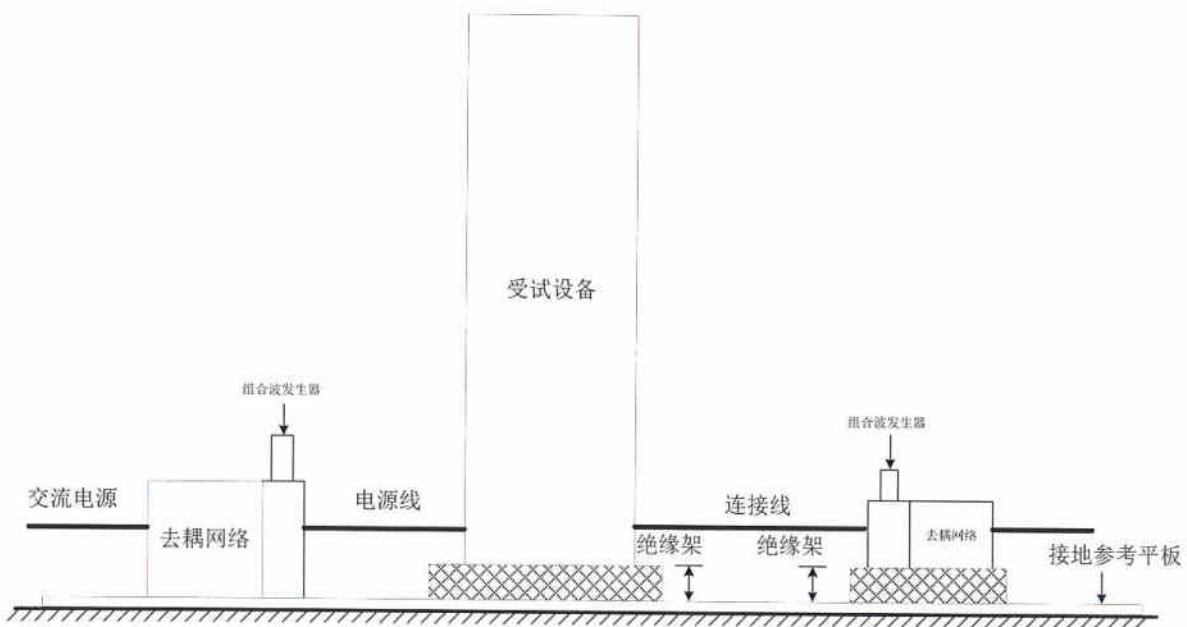 受试设备
组合波发生器
组合波发生器
交流电源
电源线
连接线
去耦网络
去耦网络
绝缘架
绝缘架
接地参考平板